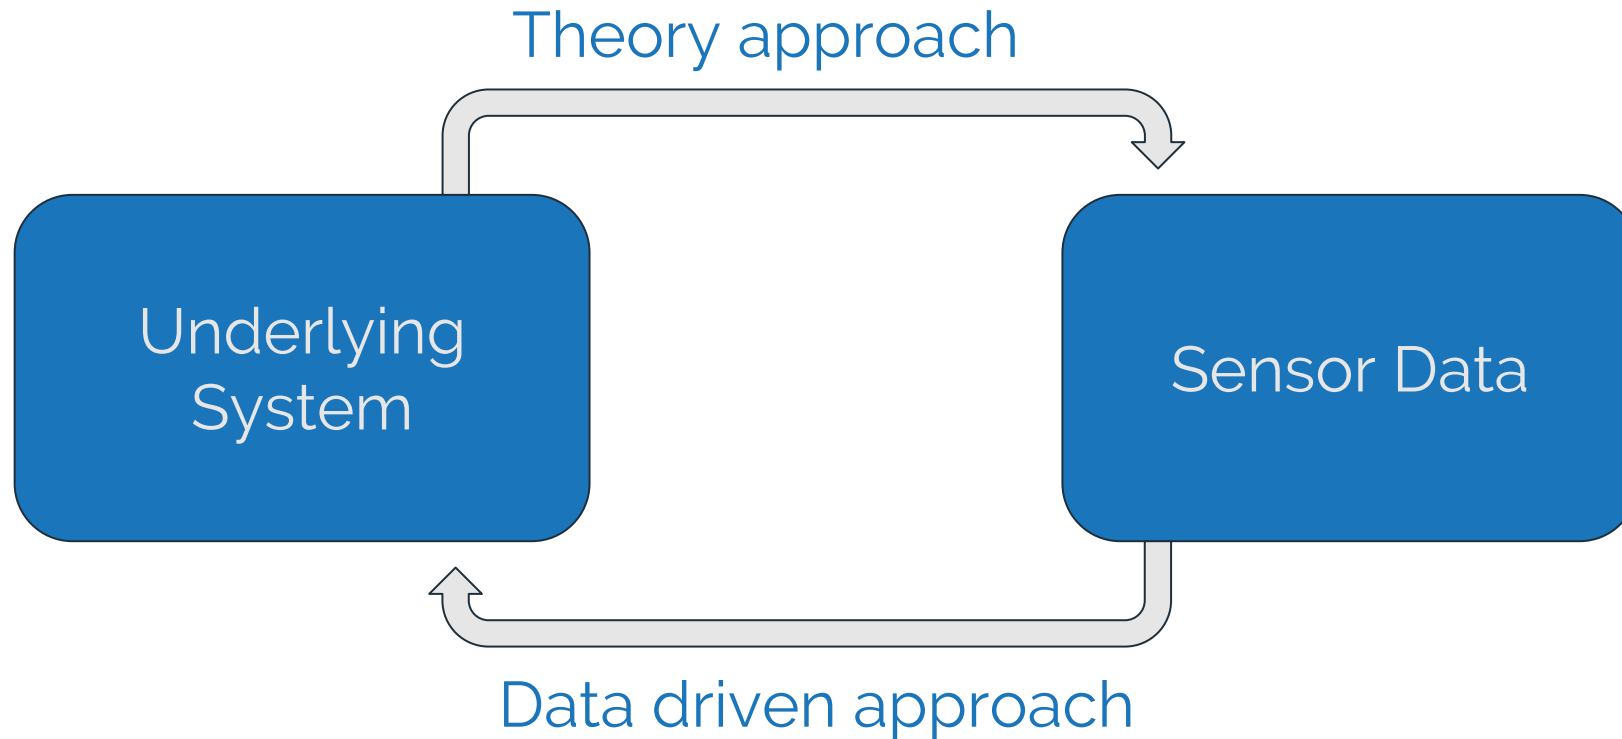 Theory approach
Underlying
System
Sensor Data
Data driven approach